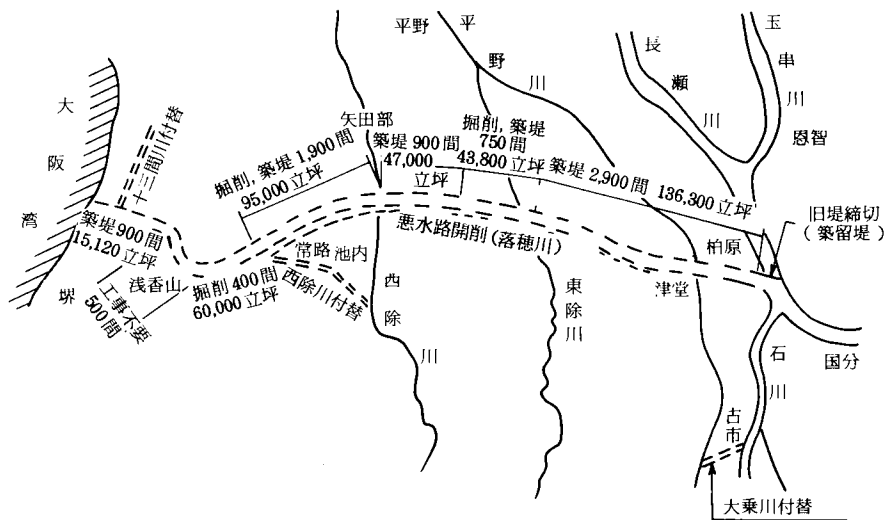 大阪湾
十三間川付替
築堤900間
15,120立坪
浅香山
工事不要
500間
堺
掘削, 築堤 1,900間
95,000立坪
掘削400間
60,000立坪
常路池内
西除川付替
矢田部
西除川
築堤 900間
47,000
立坪
掘削, 築堤
750間
43,800立坪
築堤 2,900間 136,300立坪
悪水路開削(落穂川)
平野
平野川
長瀬川
玉串川
恩智
旧堤締切
(築留堤)
柏原
津堂
東除川
国分
石川
古市
大乗川付替